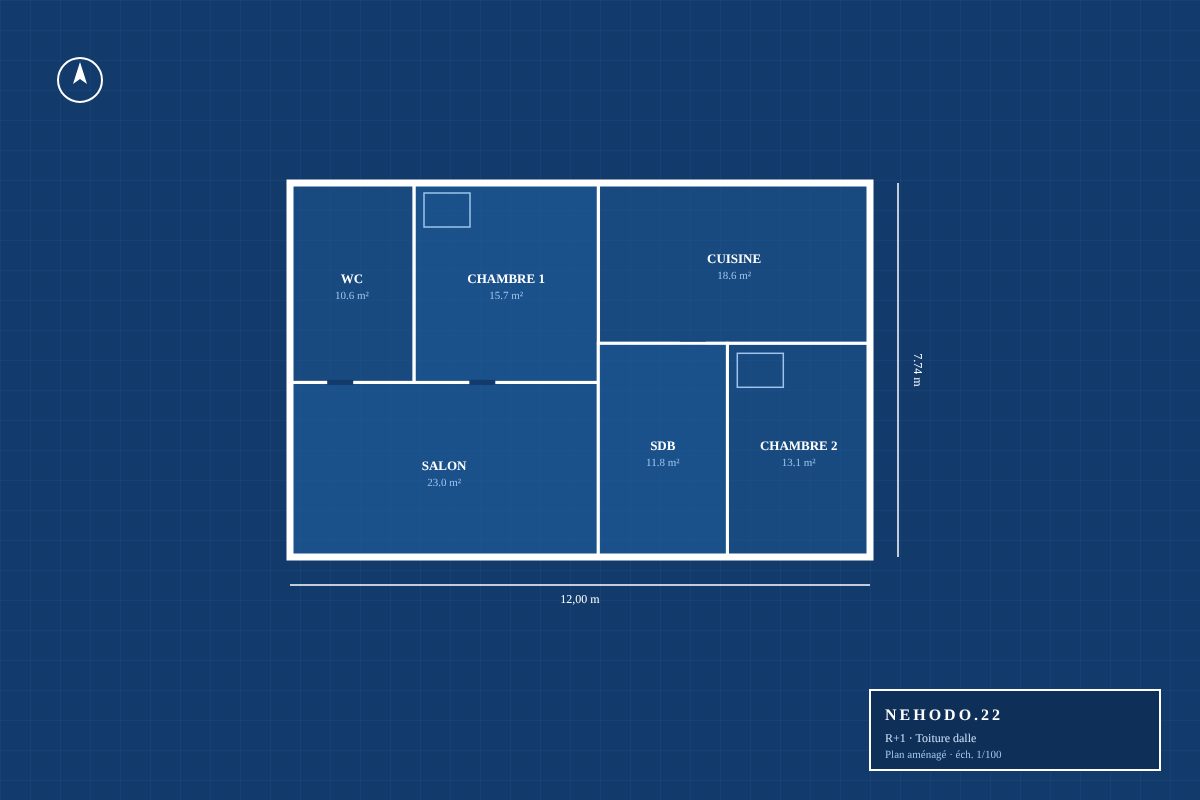 WC
10.6 m²
CHAMBRE 1
15.7 m²
CUISINE
18.6 m²
7.74 m
SALON
23.0 m²
SDB
11.8 m²
CHAMBRE 2
13.1 m²
12,00 m
NEHODO.22
R+1 · Toiture dalle
Plan aménagé · éch. 1/100